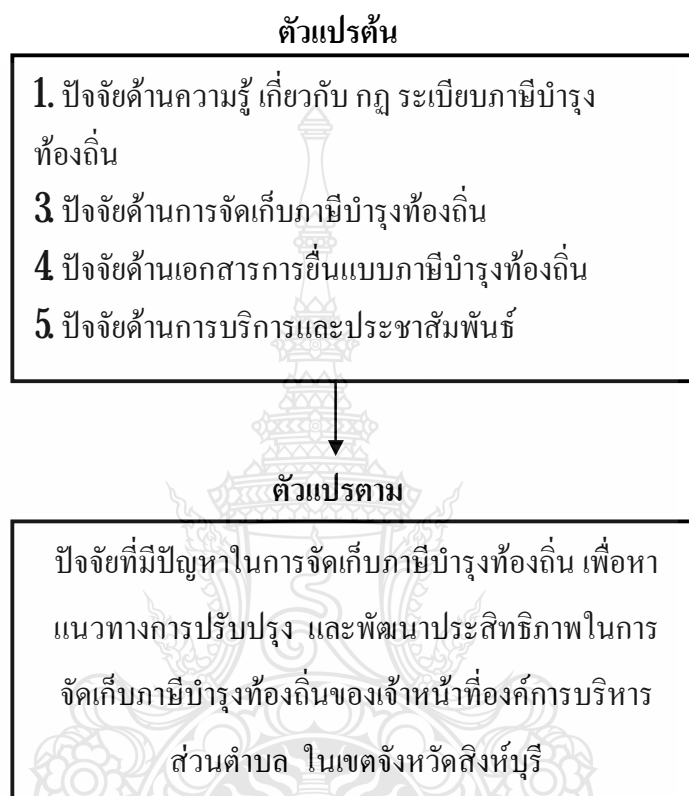 ตัวแปรต้น
1. ปัจจัยด้านความรู้ เกี่ยวกับ กฎ ระเบียบภาษีบำรุง
ท้องถิ่น
3. ปัจจัยด้านการจัดเก็บภาษีบำรุงท้องถิ่น
4. ปัจจัยด้านเอกสารการยื่นแบบภาษีบำรุงท้องถิ่น
5. ปัจจัยด้านการบริการและประชาสัมพันธ์
ตัวแปรตาม
ปัจจัยที่มีปัญหาในการจัดเก็บภาษีบำรุงท้องถิ่น เพื่อหา
แนวทางการปรับปรุง และพัฒนาประสิทธิภาพในการ
จัดเก็บภาษีบำรุงท้องถิ่นของเจ้าหน้าที่องค์การบริหาร
ส่วนตำบล ในเขตจังหวัดสิงห์บุรี